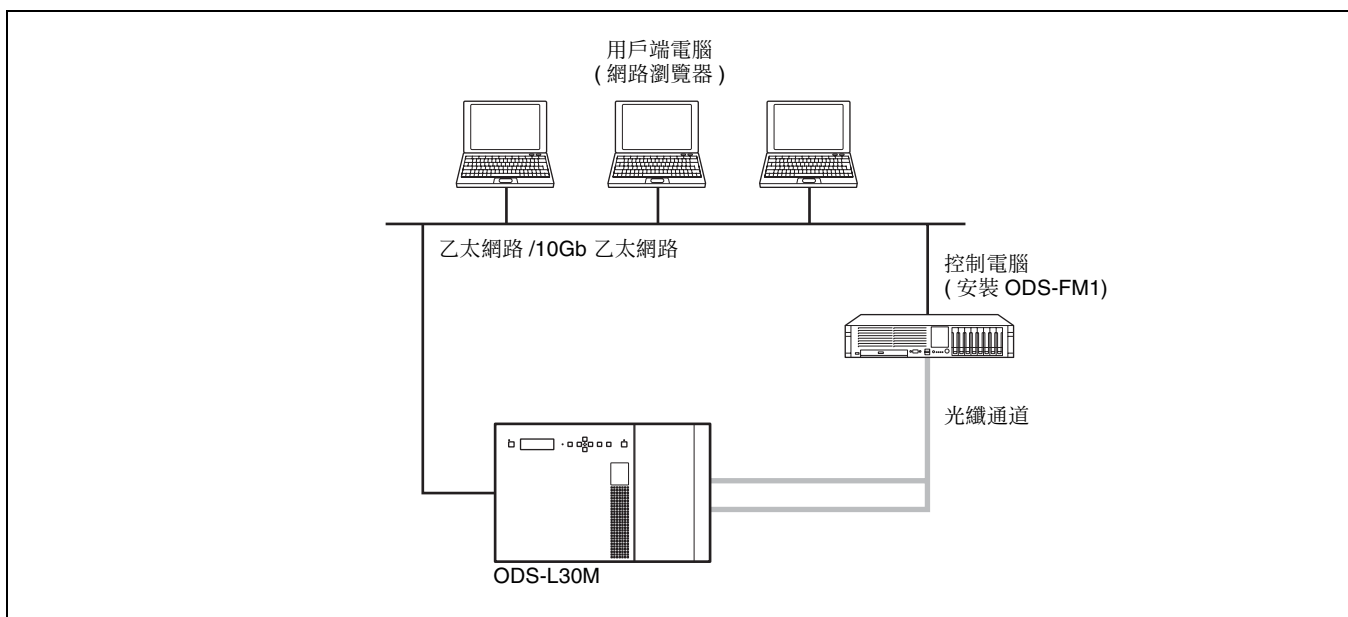 用戶端電腦
( 網路瀏覽器 )
乙太網路 /10Gb 乙太網路
控制電腦
( 安裝 ODS-FM1)
光纖通道
ODS-L30M